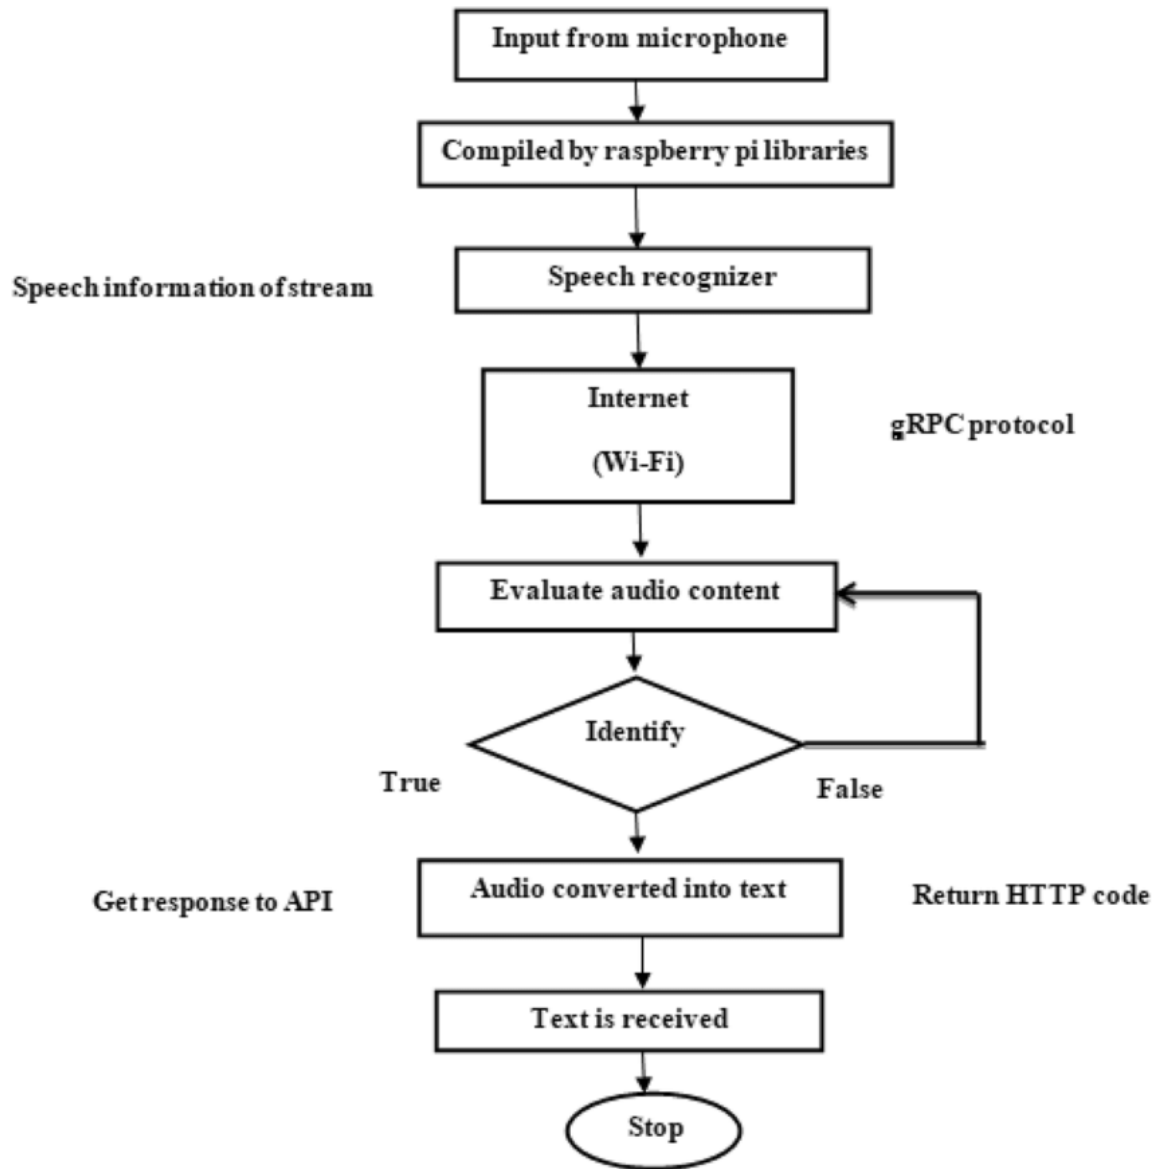 Input from microphone
Compiled by raspberry pi libraries
Speech recognizer
Speech information of stream
Internet
(Wi-Fi)
gRPC protocol
Evaluate audio content
Identify
True
False
Audio converted into text
Get response to API
Return HTTP code
Text is received
Stop